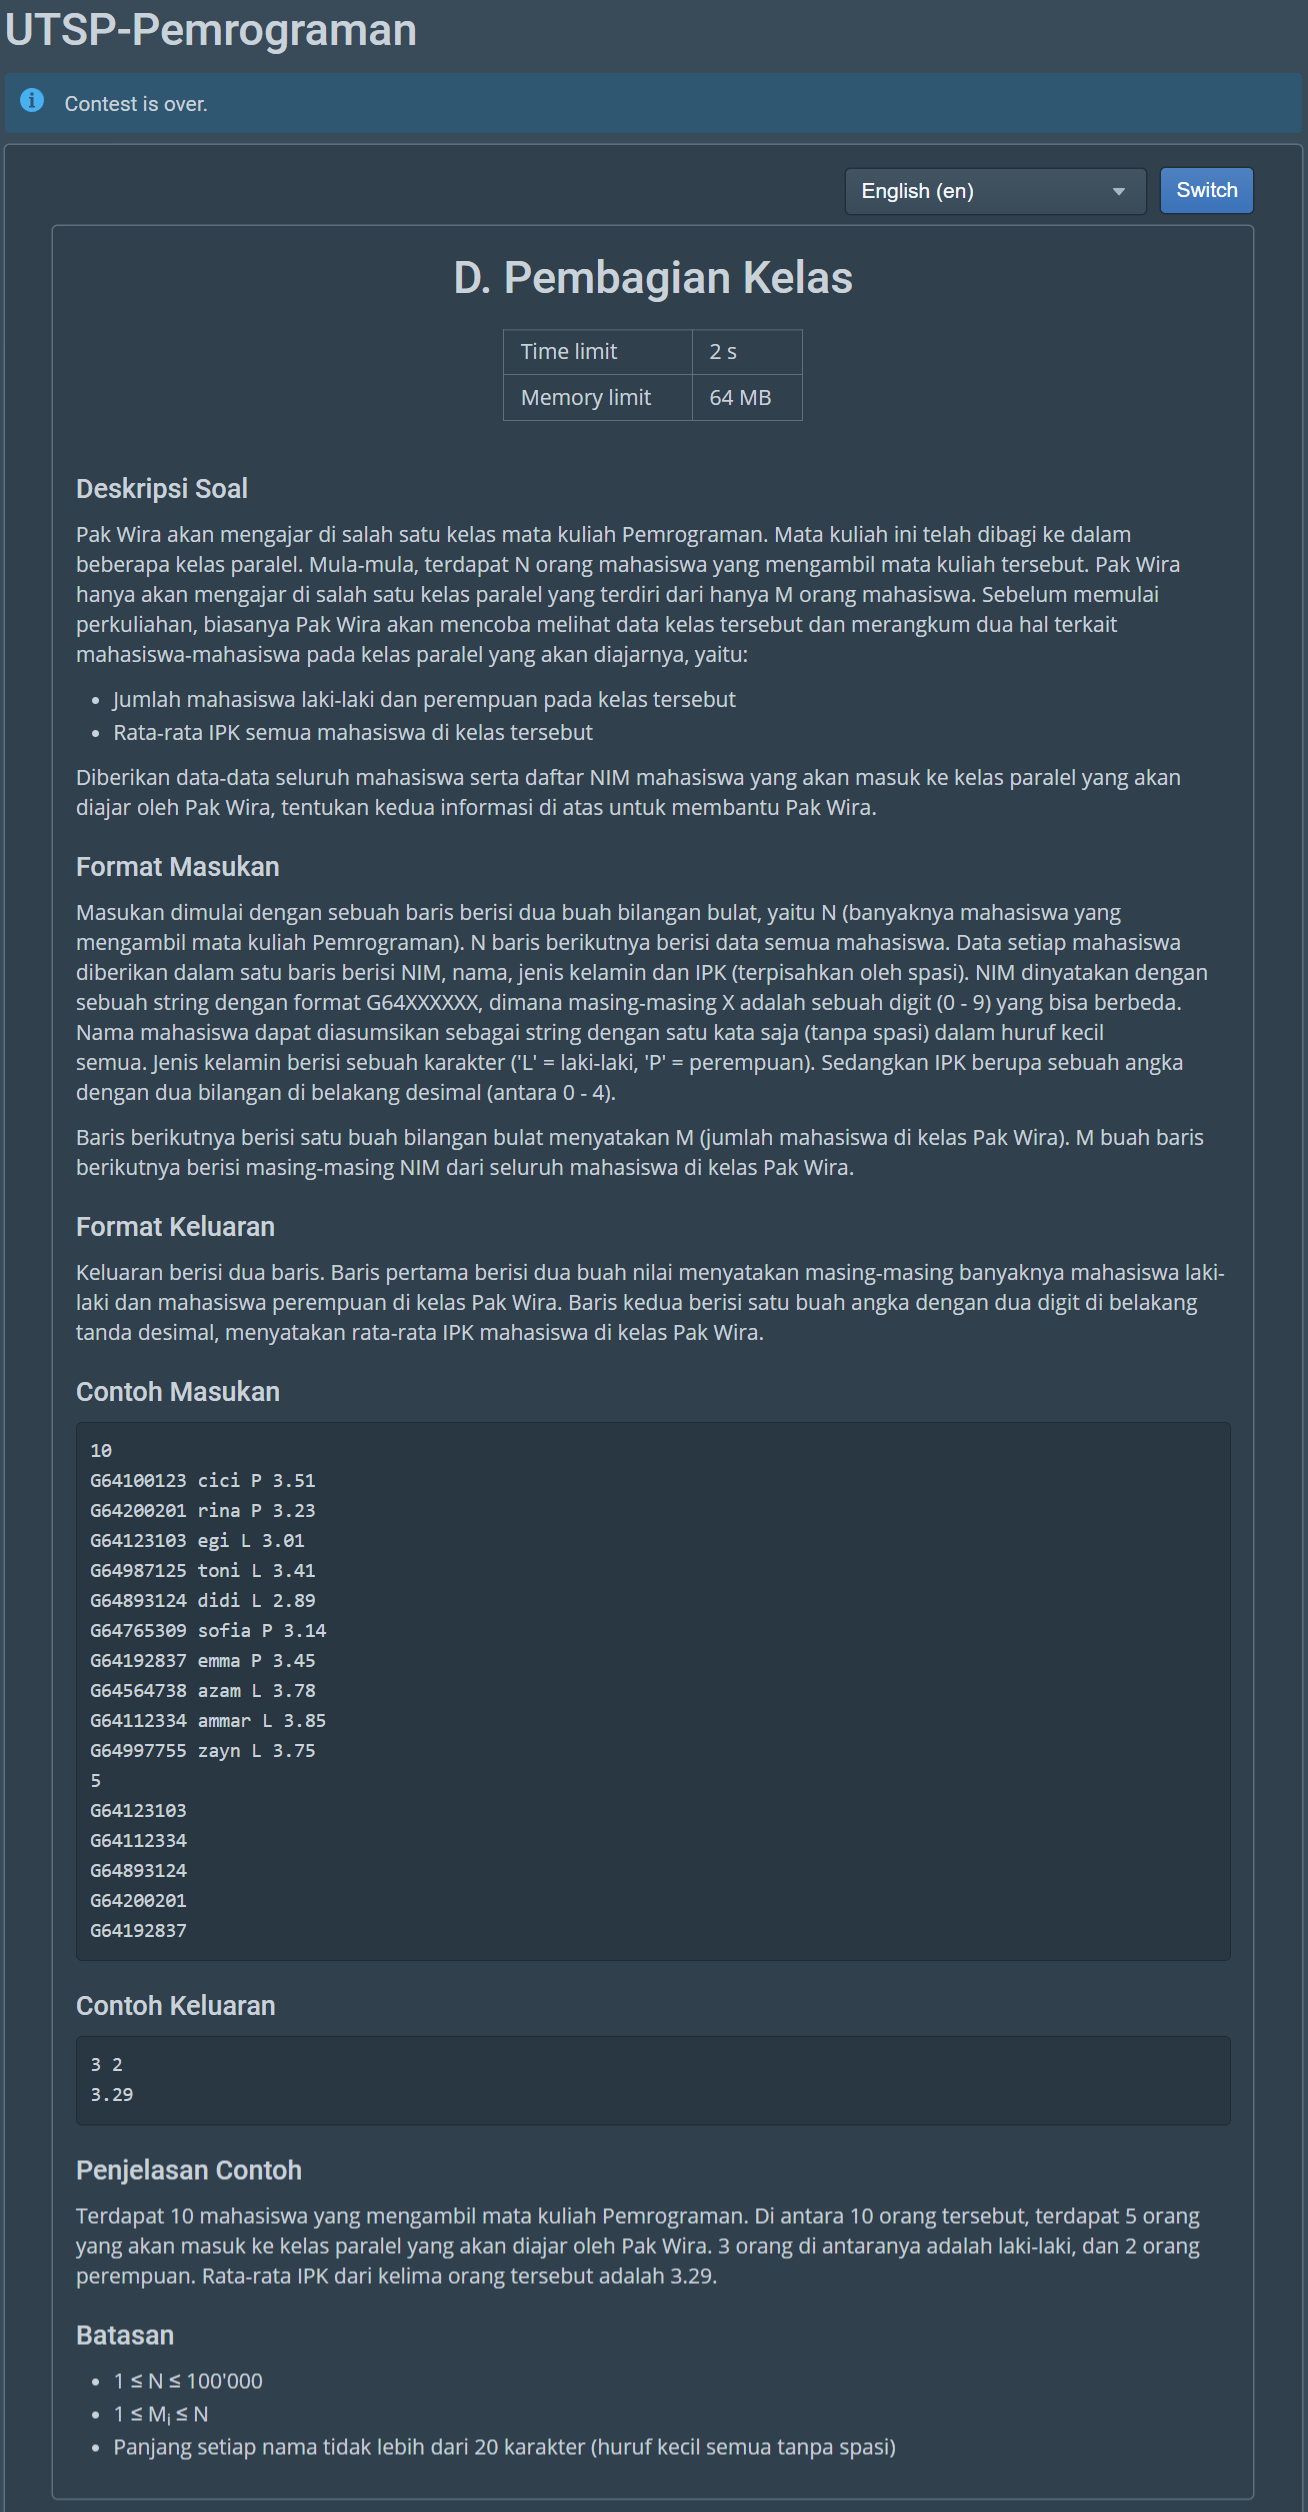 UTSP-Pemrograman
Contest is over.
English (en)
Switch
D. Pembagian Kelas
Time limit 2 s
Memory limit 64 MB
Deskripsi Soal
Pak Wira akan mengajar di salah satu kelas mata kuliah Pemrograman. Mata kuliah ini telah dibagi ke dalam
beberapa kelas paralel. Mula-mula, terdapat N orang mahasiswa yang mengambil mata kuliah tersebut. Pak Wira
hanya akan mengajar di salah satu kelas paralel yang terdiri dari hanya M orang mahasiswa. Sebelum memulai
perkuliahan, biasanya Pak Wira akan mencoba melihat data kelas tersebut dan merangkum dua hal terkait
mahasiswa-mahasiswa pada kelas paralel yang akan diajarnya, yaitu:
• Jumlah mahasiswa laki-laki dan perempuan pada kelas tersebut
• Rata-rata IPK semua mahasiswa di kelas tersebut
Diberikan data-data seluruh mahasiswa serta daftar NIM mahasiswa yang akan masuk ke kelas paralel yang akan
diajar oleh Pak Wira, tentukan kedua informasi di atas untuk membantu Pak Wira.
Format Masukan
Masukan dimulai dengan sebuah baris berisi dua buah bilangan bulat, yaitu N (banyaknya mahasiswa yang
mengambil mata kuliah Pemrograman). N baris berikutnya berisi data semua mahasiswa. Data setiap mahasiswa
diberikan dalam satu baris berisi NIM, nama, jenis kelamin dan IPK (terpisahkan oleh spasi). NIM dinyatakan dengan
sebuah string dengan format G64XXXXXX, dimana masing-masing X adalah sebuah digit (0 - 9) yang bisa berbeda.
Nama mahasiswa dapat diasumsikan sebagai string dengan satu kata saja (tanpa spasi) dalam huruf kecil
semua. Jenis kelamin berisi sebuah karakter ('L' = laki-laki, 'P' = perempuan). Sedangkan IPK berupa sebuah angka
dengan dua bilangan di belakang desimal (antara 0 - 4).
Baris berikutnya berisi satu buah bilangan bulat menyatakan M (jumlah mahasiswa di kelas Pak Wira). M buah baris
berikutnya berisi masing-masing NIM dari seluruh mahasiswa di kelas Pak Wira.
Format Keluaran
Keluaran berisi dua baris. Baris pertama berisi dua buah nilai menyatakan masing-masing banyaknya mahasiswa laki-
laki dan mahasiswa perempuan di kelas Pak Wira. Baris kedua berisi satu buah angka dengan dua digit di belakang
tanda desimal, menyatakan rata-rata IPK mahasiswa di kelas Pak Wira.
Contoh Masukan
10
G64100123 cici P 3.51
G64200201 rina P 3.23
G64123103 egi L 3.01
G64987125 toni L 3.41
G64893124 didi L 2.89
G64765309 sofia P 3.14
G64192837 emma P 3.45
G64564738 azam L 3.78
G64112334 ammar L 3.85
G64997755 zayn L 3.75
5
G64123103
G64112334
G64893124
G64200201
G64192837
Contoh Keluaran
3 2
3.29
Penjelasan Contoh
Terdapat 10 mahasiswa yang mengambil mata kuliah Pemrograman. Di antara 10 orang tersebut, terdapat 5 orang
yang akan masuk ke kelas paralel yang akan diajar oleh Pak Wira. 3 orang di antaranya adalah laki-laki, dan 2 orang
perempuan. Rata-rata IPK dari kelima orang tersebut adalah 3.29.
Batasan
• 1 ≤ N ≤ 100'000
• 1 ≤ Mi ≤ N
• Panjang setiap nama tidak lebih dari 20 karakter (huruf kecil semua tanpa spasi)